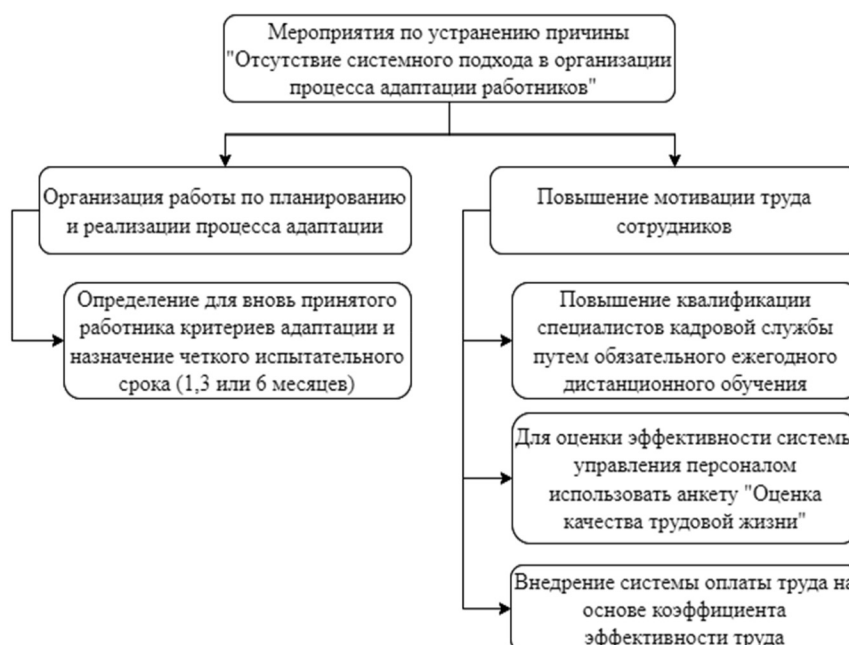 Мероприятия по устранению причины
"Отсутствие системного подхода в организации
процесса адаптации работников"
Организация работы по планированию
и реализации процесса адаптации
Определение для вновь принятого
работника критериев адаптации и
назначение четкого испытательного
срока (1,3 или 6 месяцев)
Повышение мотивации труда
сотрудников
Повышение квалификации
специалистов кадровой службы
путем обязательного ежегодного
дистанционного обучения
Для оценки эффективности системы
управления персоналом
использовать анкету "Оценка
качества трудовой жизни"
Внедрение системы оплаты труда на
основе коэффициента
эффективности труда